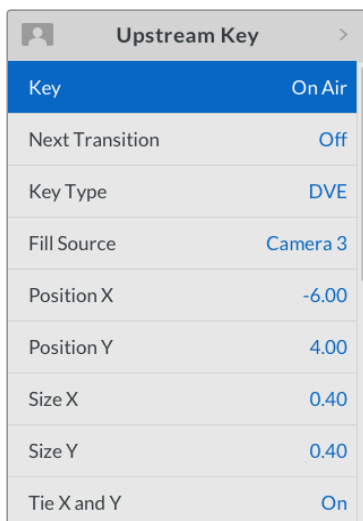 Upstream Key
Key On Air
Next Transition Off
Key Type DVE
Fill Source Camera 3
Position X -6.00
Position Y 4.00
Size X 0.40
Size Y 0.40
Tie X and Y On